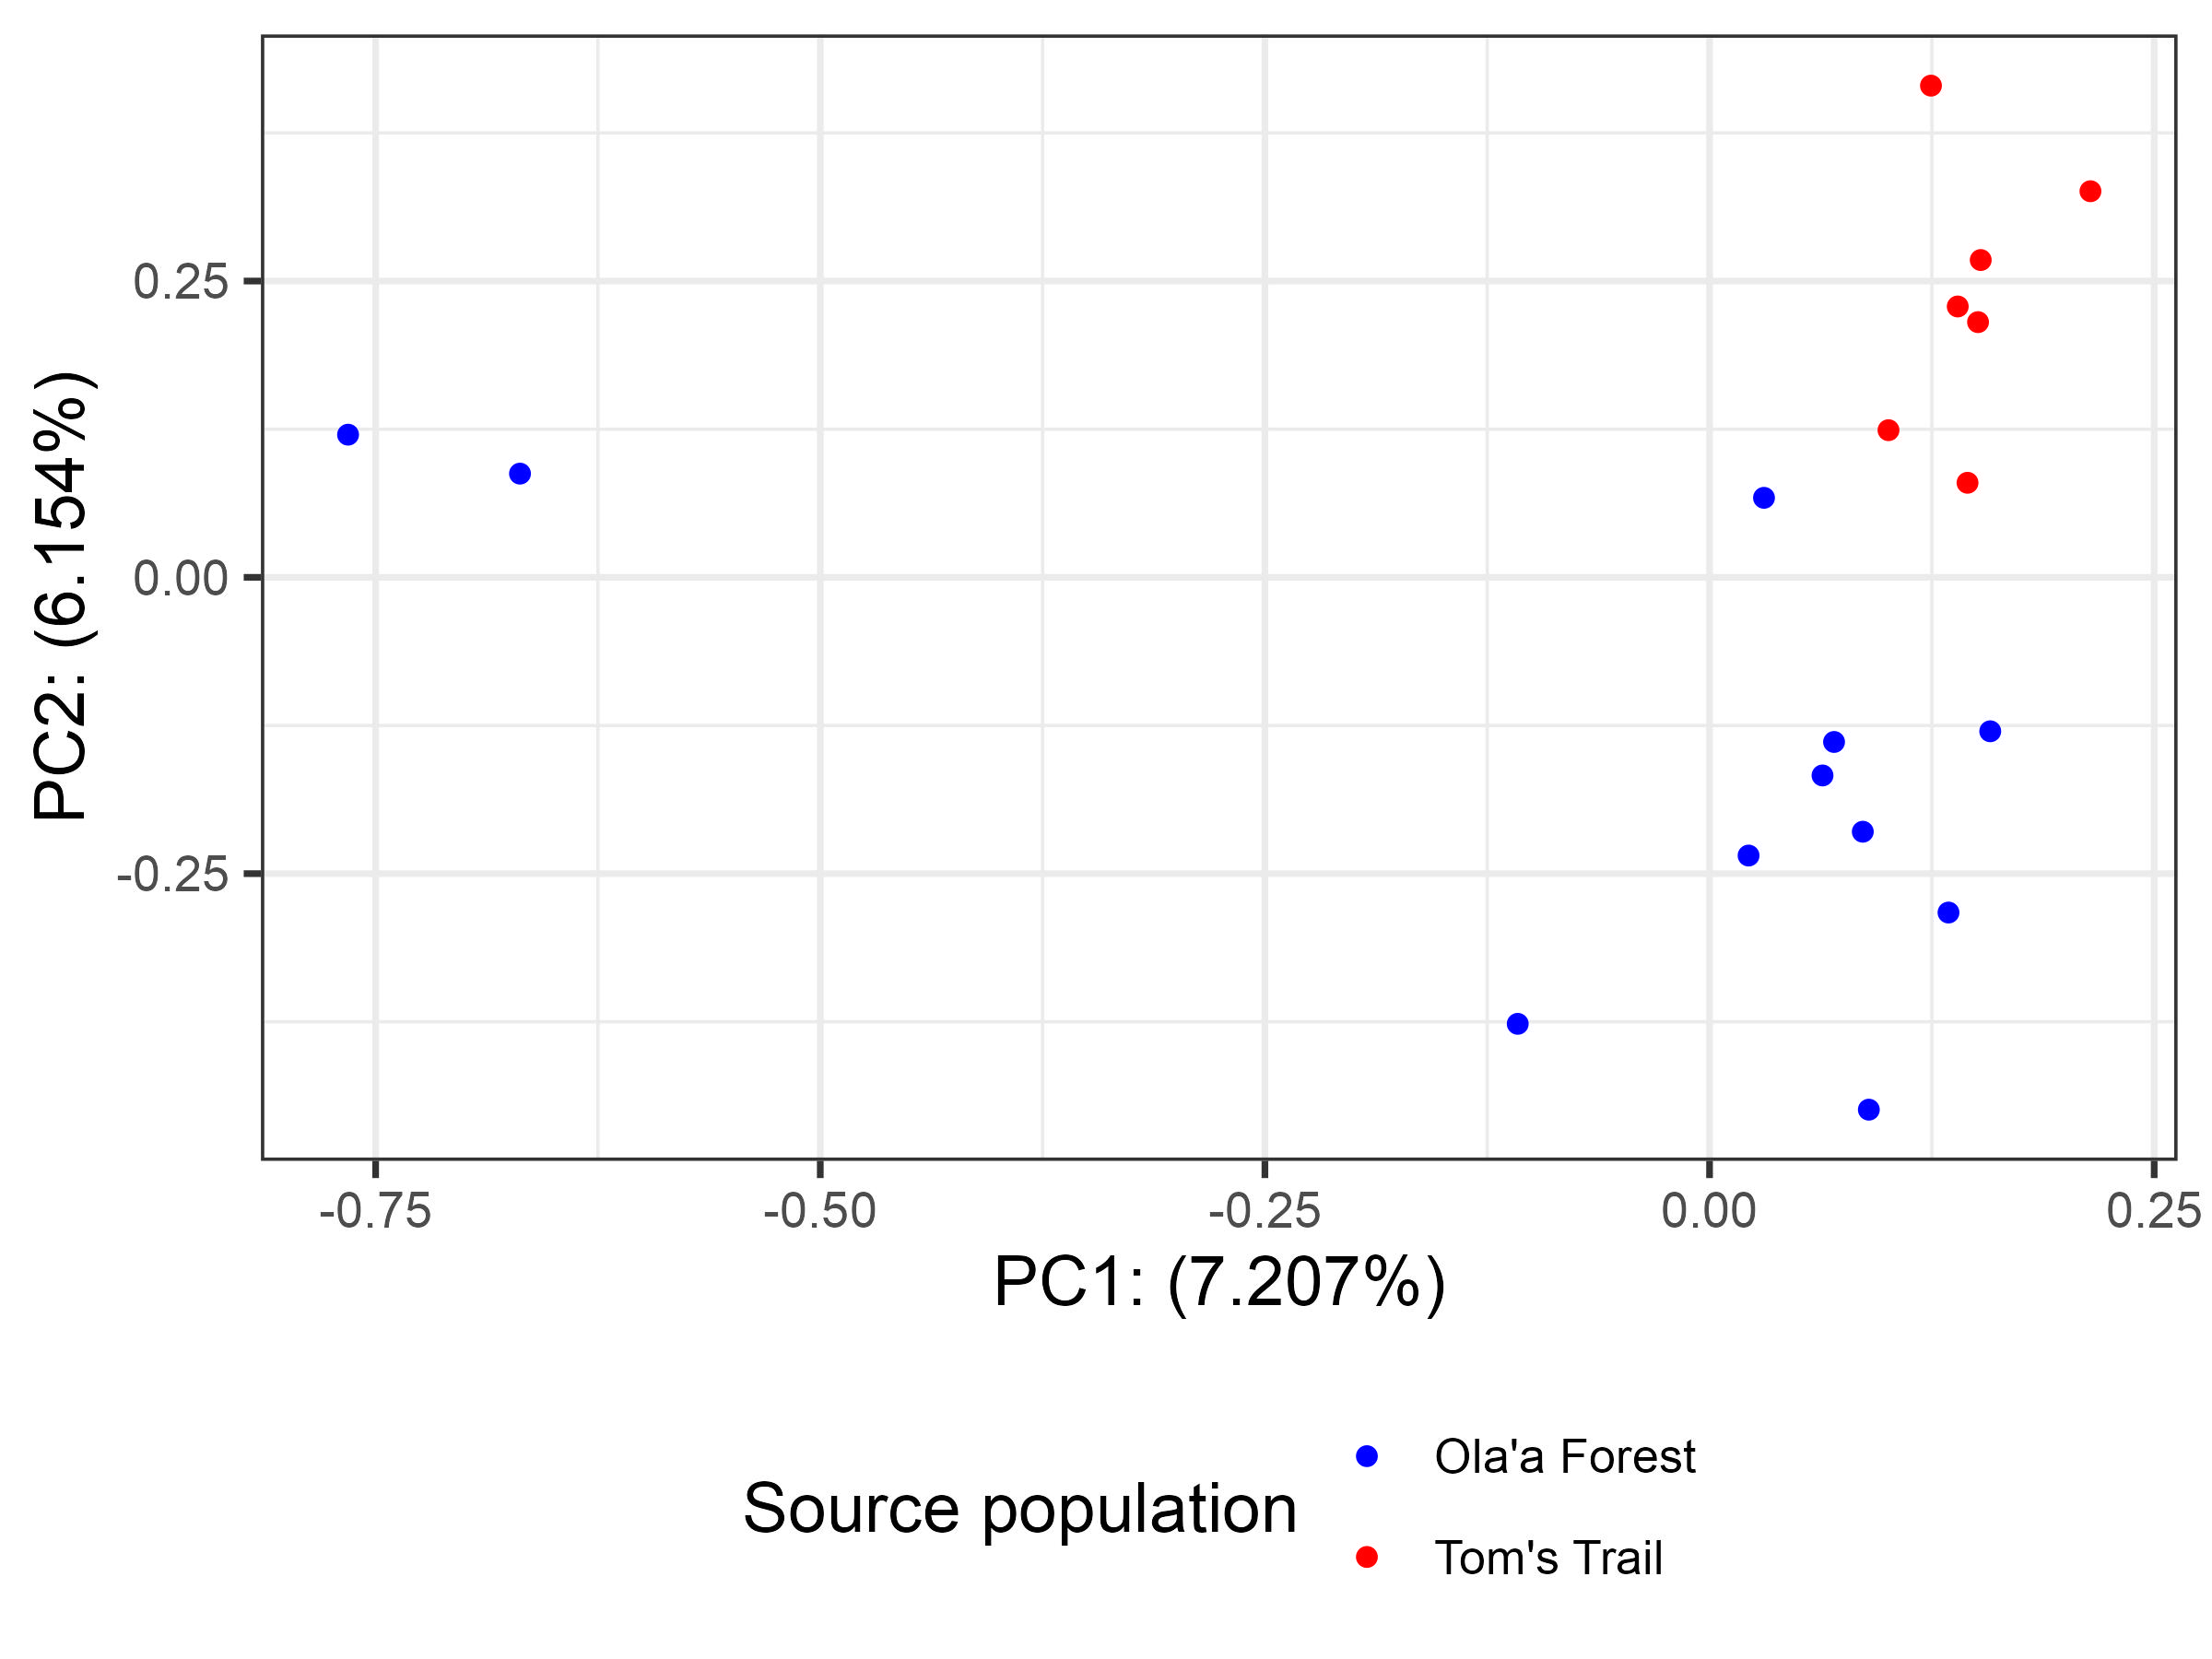 0.25
0.00
-0.25
PC2: (6.154%)
-0.75 -0.50 -0.25 0.00 0.25
PC1: (7.207%)
Source population
Ola'a Forest
Tom's Trail